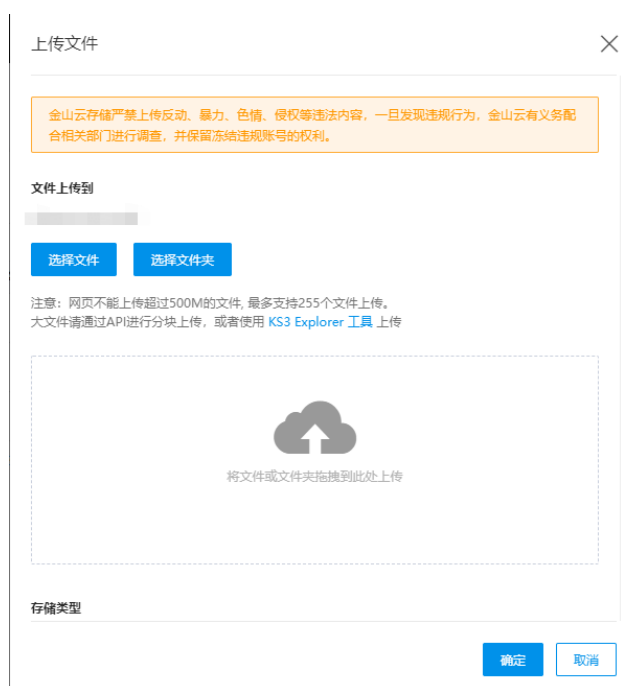 上传文件
金山云存储严禁上传反动、暴力、色情、侵权等违法内容，一旦发现违规行为，金山云有义务配
合相关部门进行调查，并保留冻结违规账号的权利。
文件上传到
选择文件 选择文件夹
注意：网页不能上传超过500M的文件, 最多支持255个文件上传。
大文件请通过API进行分块上传，或者使用 KS3 Explorer 工具 上传
将文件或文件夹拖拽到此处上传
存储类型
确定 取消